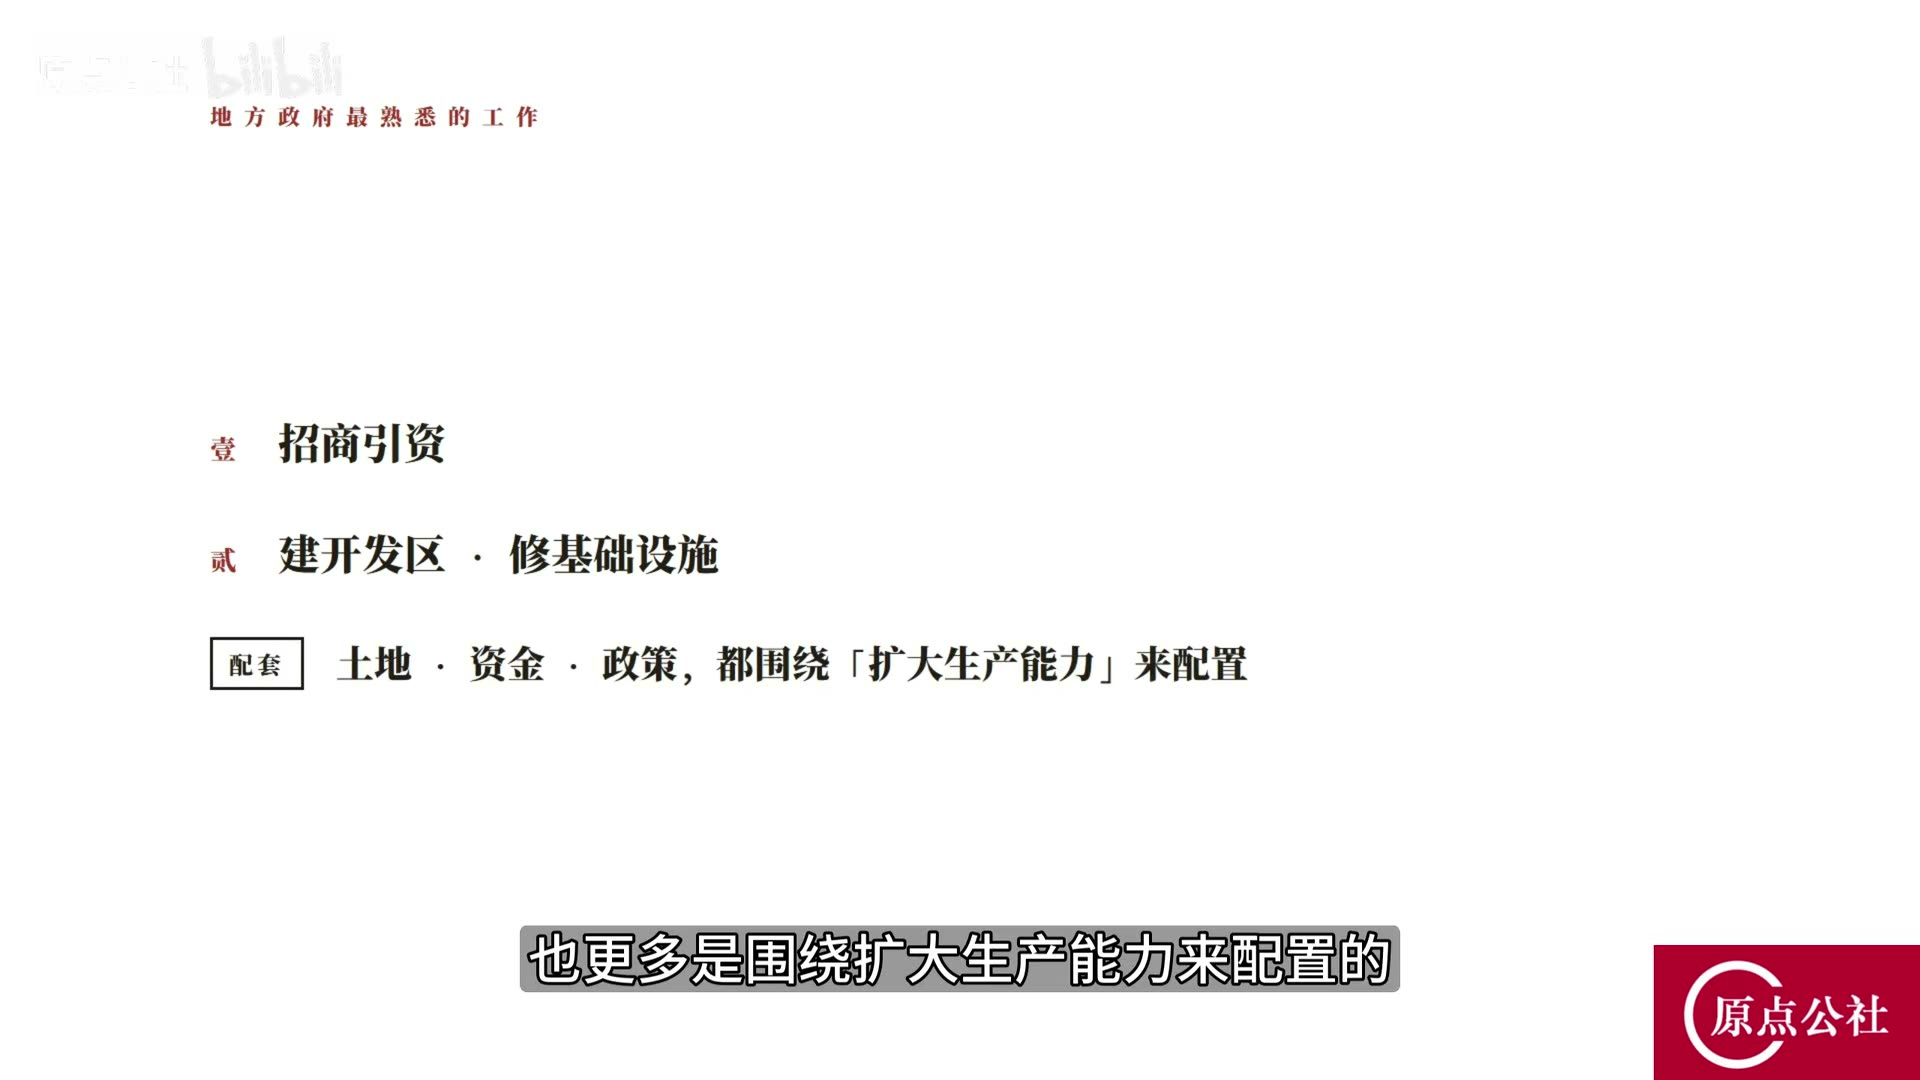 bilibili
地方政府最熟悉的工作
壹 招商引资
贰 建开发区 · 修基础设施
配套 土地 · 资金 · 政策，都围绕「扩大生产能力」来配置
也更多是围绕扩大生产能力来配置的
原点公社